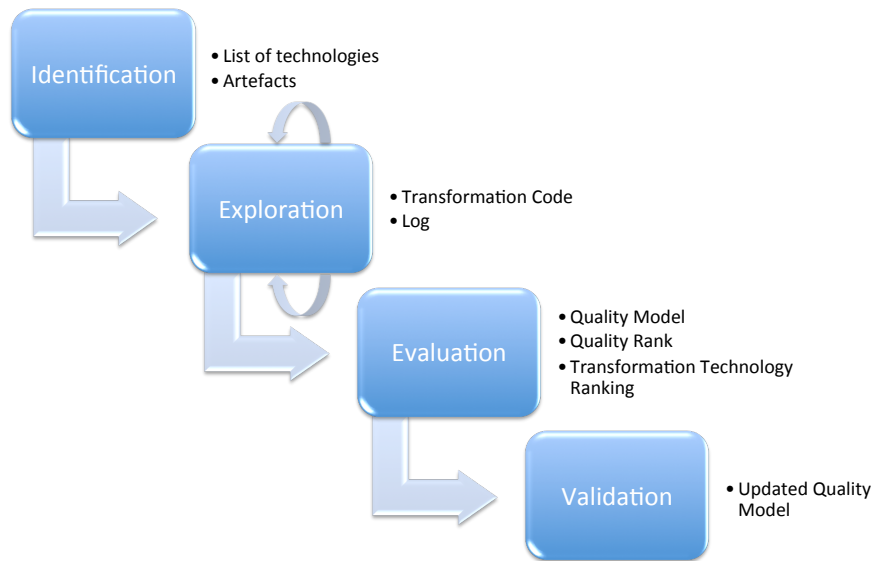 Identification
• List of technologies
• Artefacts
Exploration
• Transformation Code
• Log
Evaluation
• Quality Model
• Quality Rank
• Transformation Technology
Ranking
Validation
• Updated Quality
Model